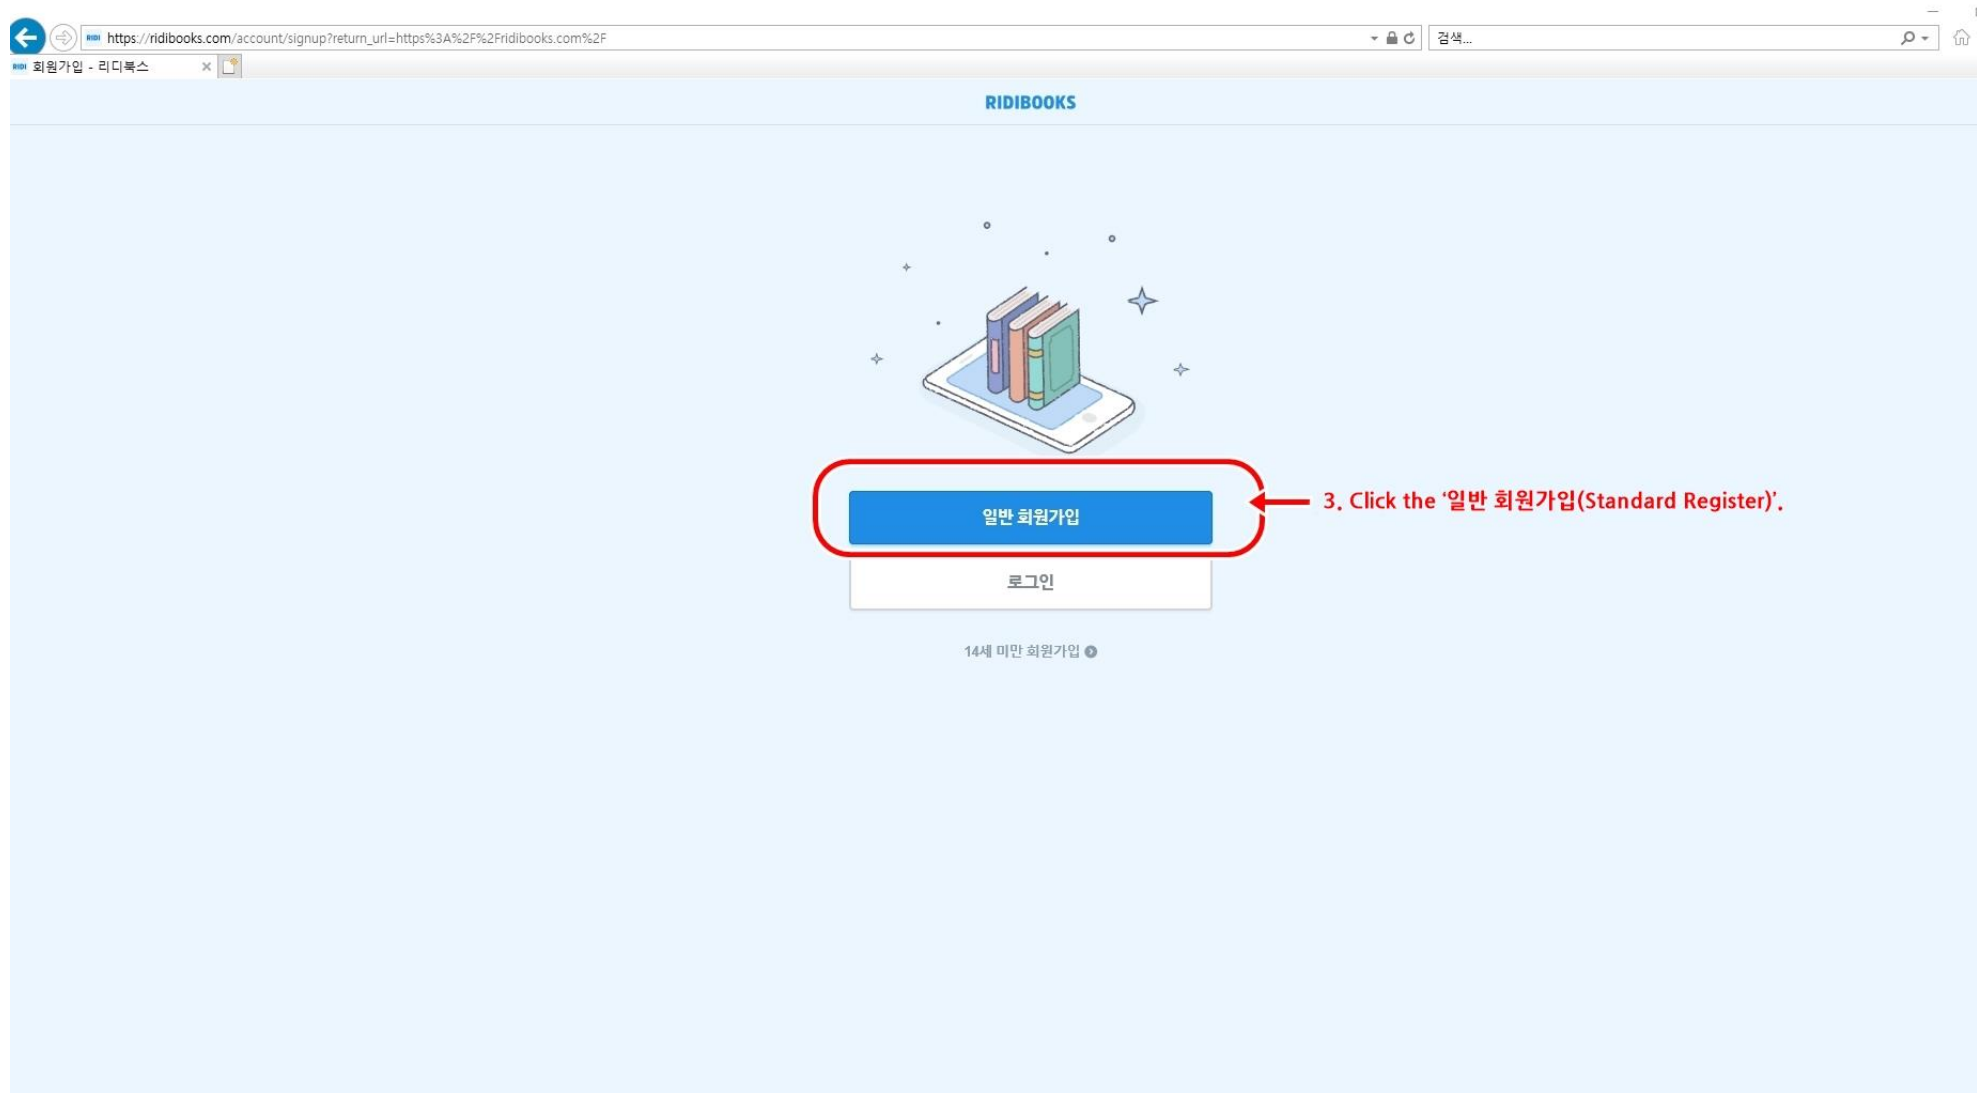 https://ridibooks.com/account/signup?return_url=https%3A%2F%2Fridibooks.com%2F
검색...
RIDI 회원가입 - 리디북스
RIDIBOOKS
일반 회원가입
3. Click the ‘일반 회원가입(Standard Register)’.
로그인
14세 미만 회원가입